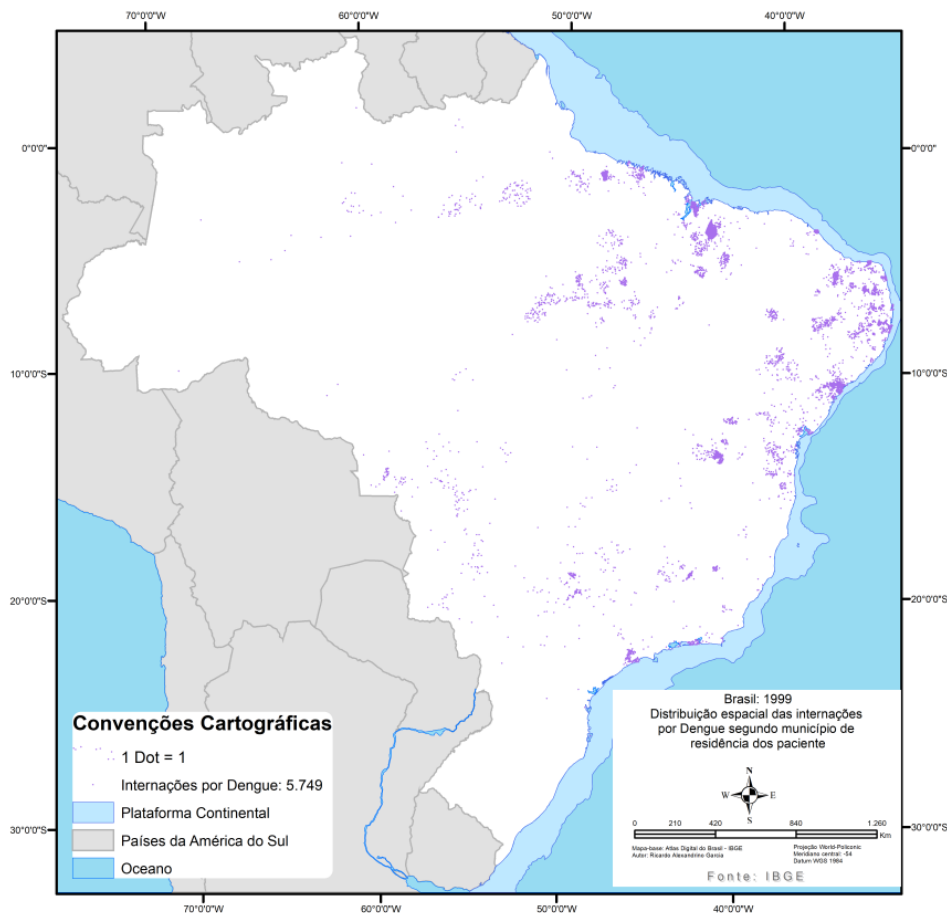 70°0'0"W 60°0'0"W 50°0'0"W 40°0'0"W
0°0'0" 0°0'0"
10°0'0"S 10°0'0"S
20°0'0"S 20°0'0"S
30°0'0"S 30°0'0"S
Convenções Cartográficas
1 Dot = 1
Internações por Dengue: 5.749
Plataforma Continental
Países da América do Sul
Oceano
Brasil: 1999
Distribuição espacial das internações
por Dengue segundo município de
residência dos paciente
N
W E
S
0 210 420 840 1.260
Km
Mapa-base: Atlas Digital do Brasil - IBGE
Autor: Ricardo Alexandrino Garcia
Projeção World-Policonic
Meridiano central: -54
Datum WGS 1984
Fonte: IBGE
70°0'0"W 60°0'0"W 50°0'0"W 40°0'0"W